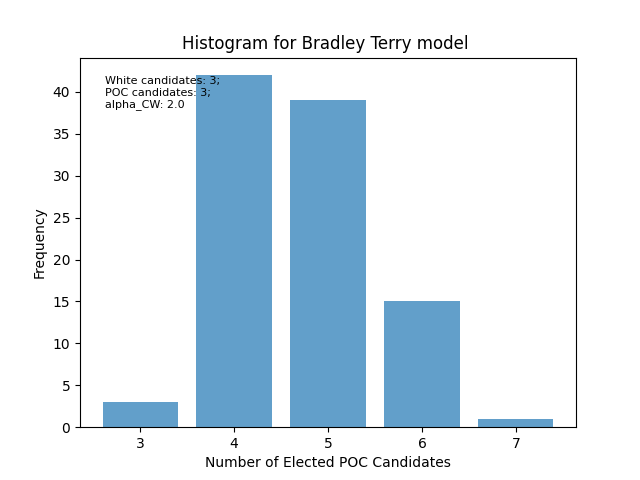 Histogram for Bradley Terry model
White candidates: 3;
POC candidates: 3;
alpha_CW: 2.0
40
35
30
25
20
15
10
5
0
Frequency
3 4 5 6 7
Number of Elected POC Candidates